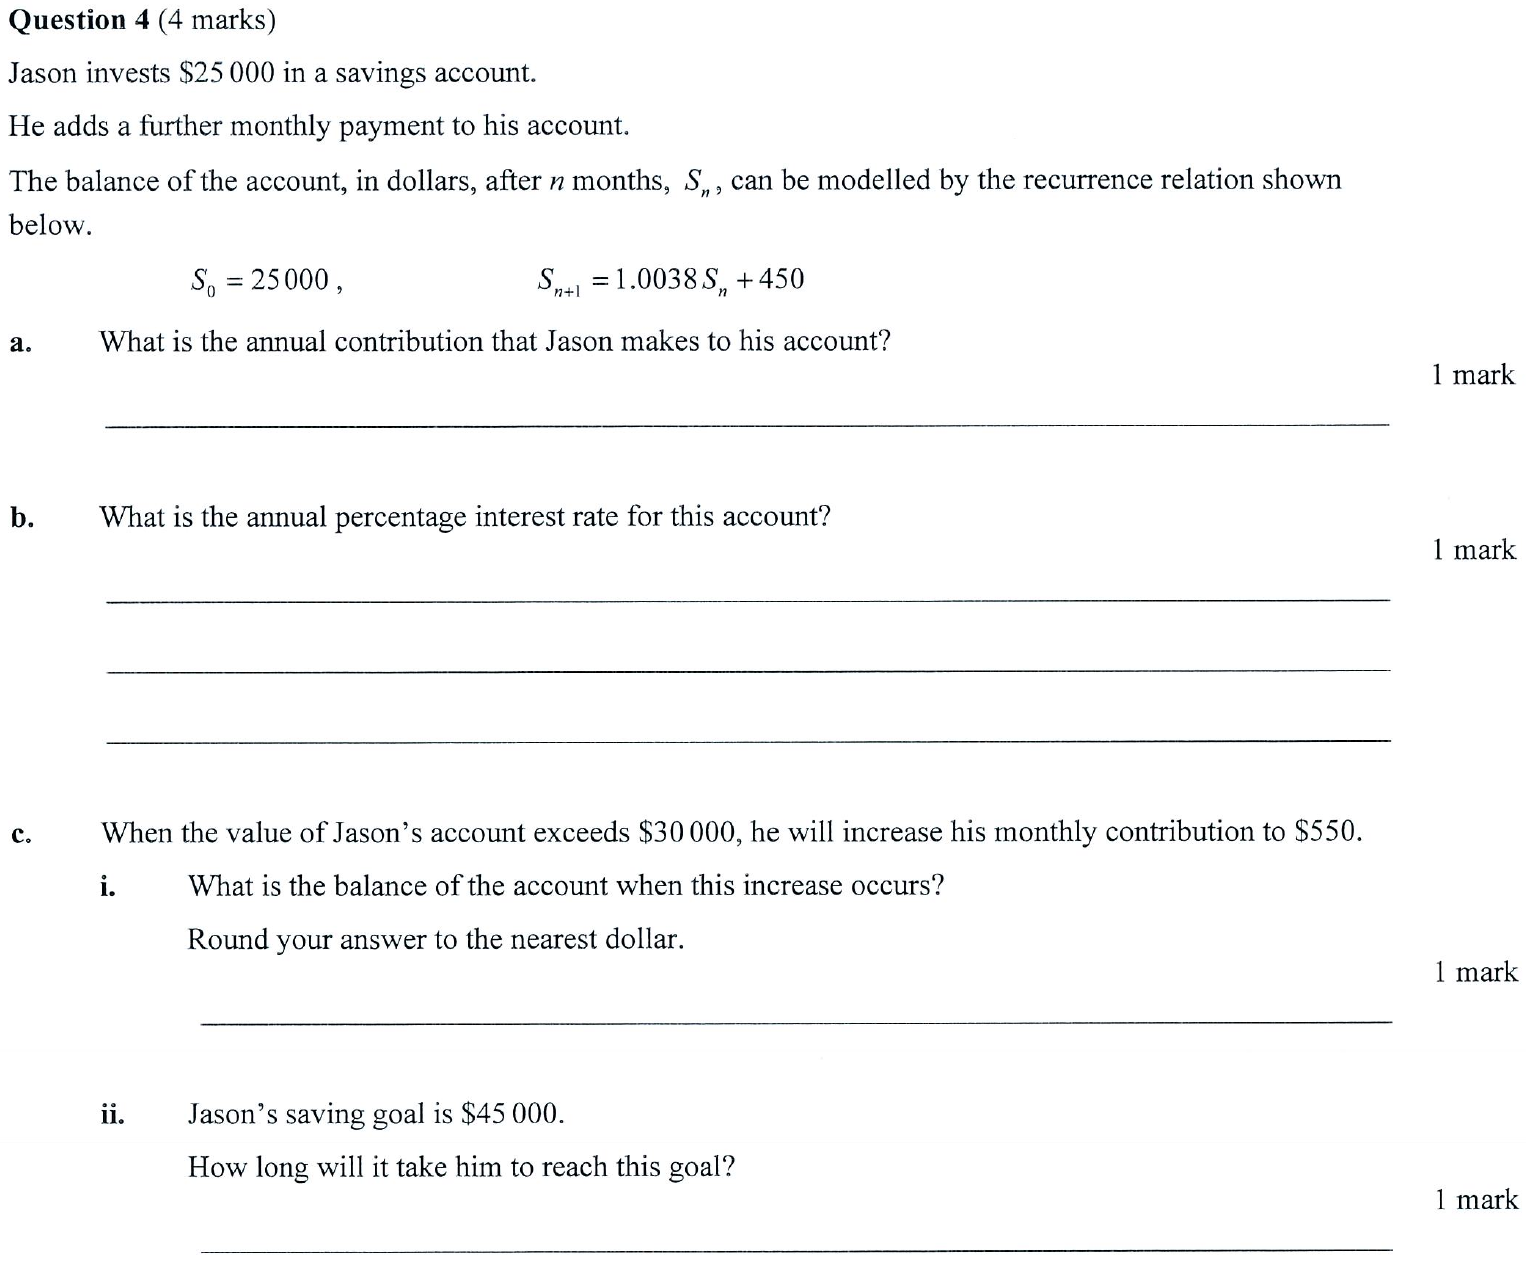 Question 4 (4 marks)
Jason invests $25 000 in a savings account.
He adds a further monthly payment to his account.
The balance of the account, in dollars, after n months, Sₙ, can be modelled by the recurrence relation shown
below.
S₀ = 25 000, Sₙ₊₁ = 1.0038 Sₙ + 450
a. What is the annual contribution that Jason makes to his account?
1 mark
b. What is the annual percentage interest rate for this account?
1 mark
c. When the value of Jason's account exceeds $30 000, he will increase his monthly contribution to $550.
i. What is the balance of the account when this increase occurs?
Round your answer to the nearest dollar.
1 mark
ii. Jason's saving goal is $45 000.
How long will it take him to reach this goal?
1 mark